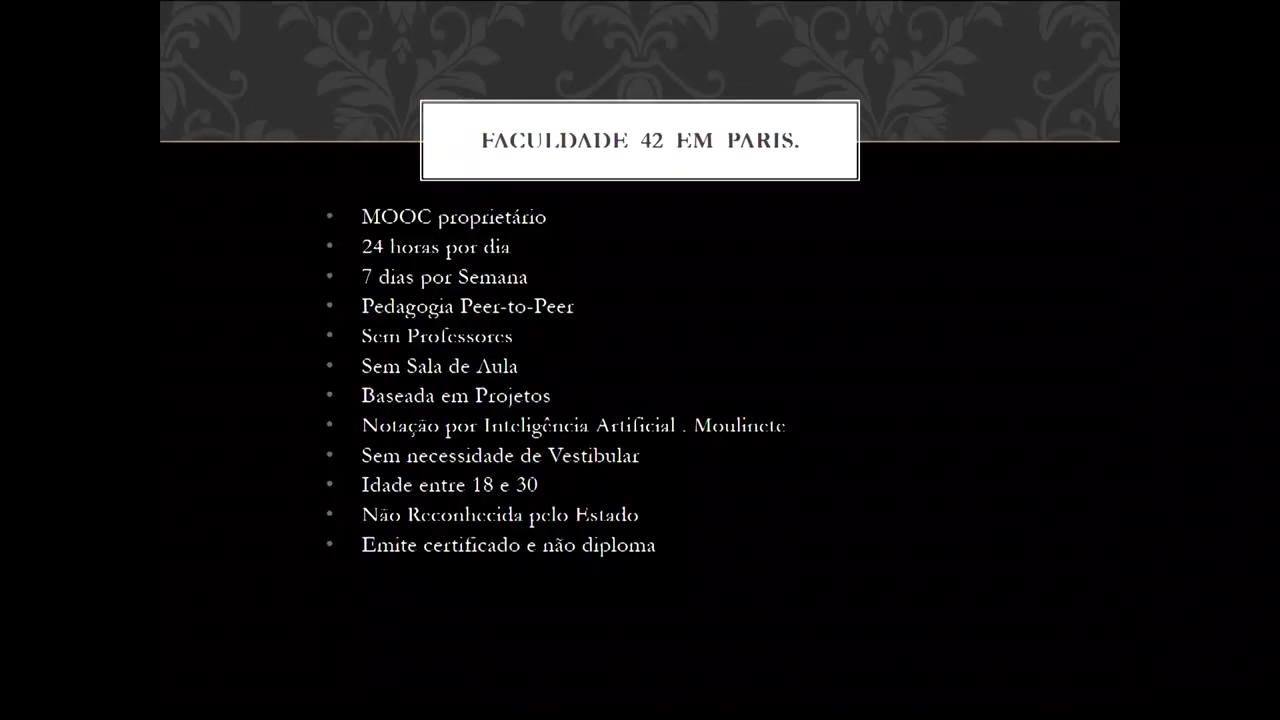 FACULDADE 42 EM PARIS.
• MOOC proprietário
• 24 horas por dia
• 7 dias por Semana
• Pedagogia Peer-to-Peer
• Sem Professores
• Sem Sala de Aula
• Baseada em Projetos
• Notação por Inteligência Artificial . Moulinete
• Sem necessidade de Vestibular
• Idade entre 18 e 30
• Não Reconhecida pelo Estado
• Emite certificado e não diploma